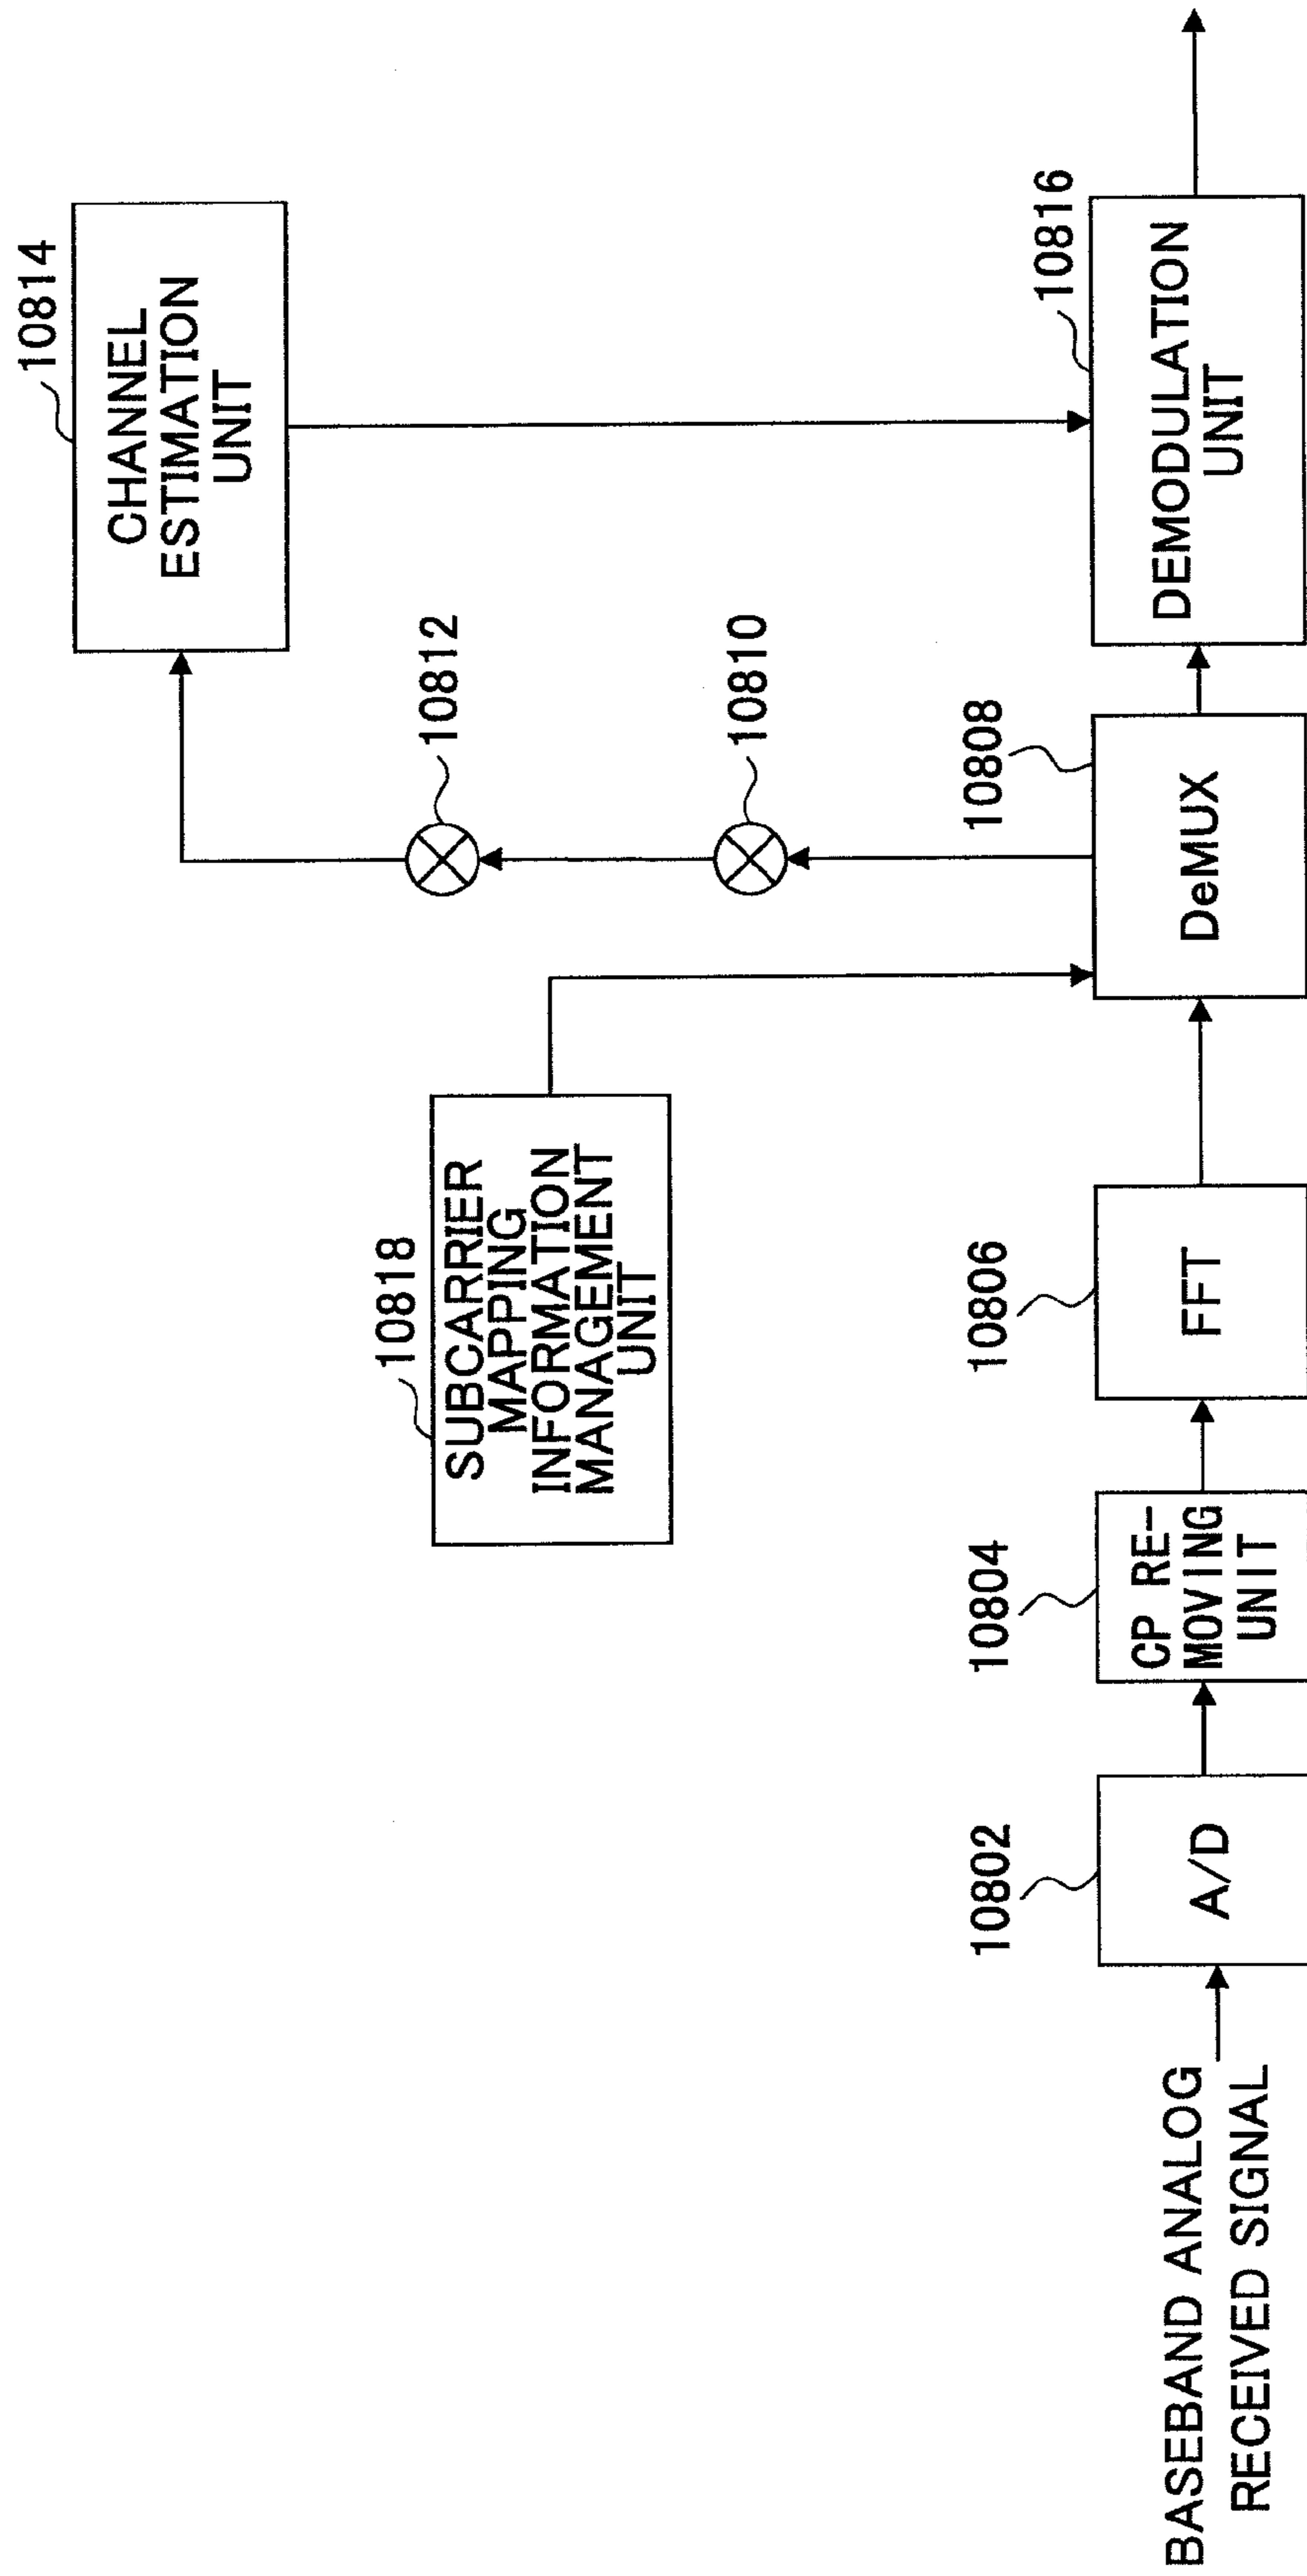 10814
CHANNEL
ESTIMATION
UNIT
10812
10810
10818
SUBCARRIER
MAPPING
INFORMATION
MANAGEMENT
UNIT
BASEBAND ANALOG
RECEIVED SIGNAL
10802
A/D
10804
CP RE-
MOVING
UNIT
10806
FFT
10808
DeMUX
10816
DEMODULATION
UNIT